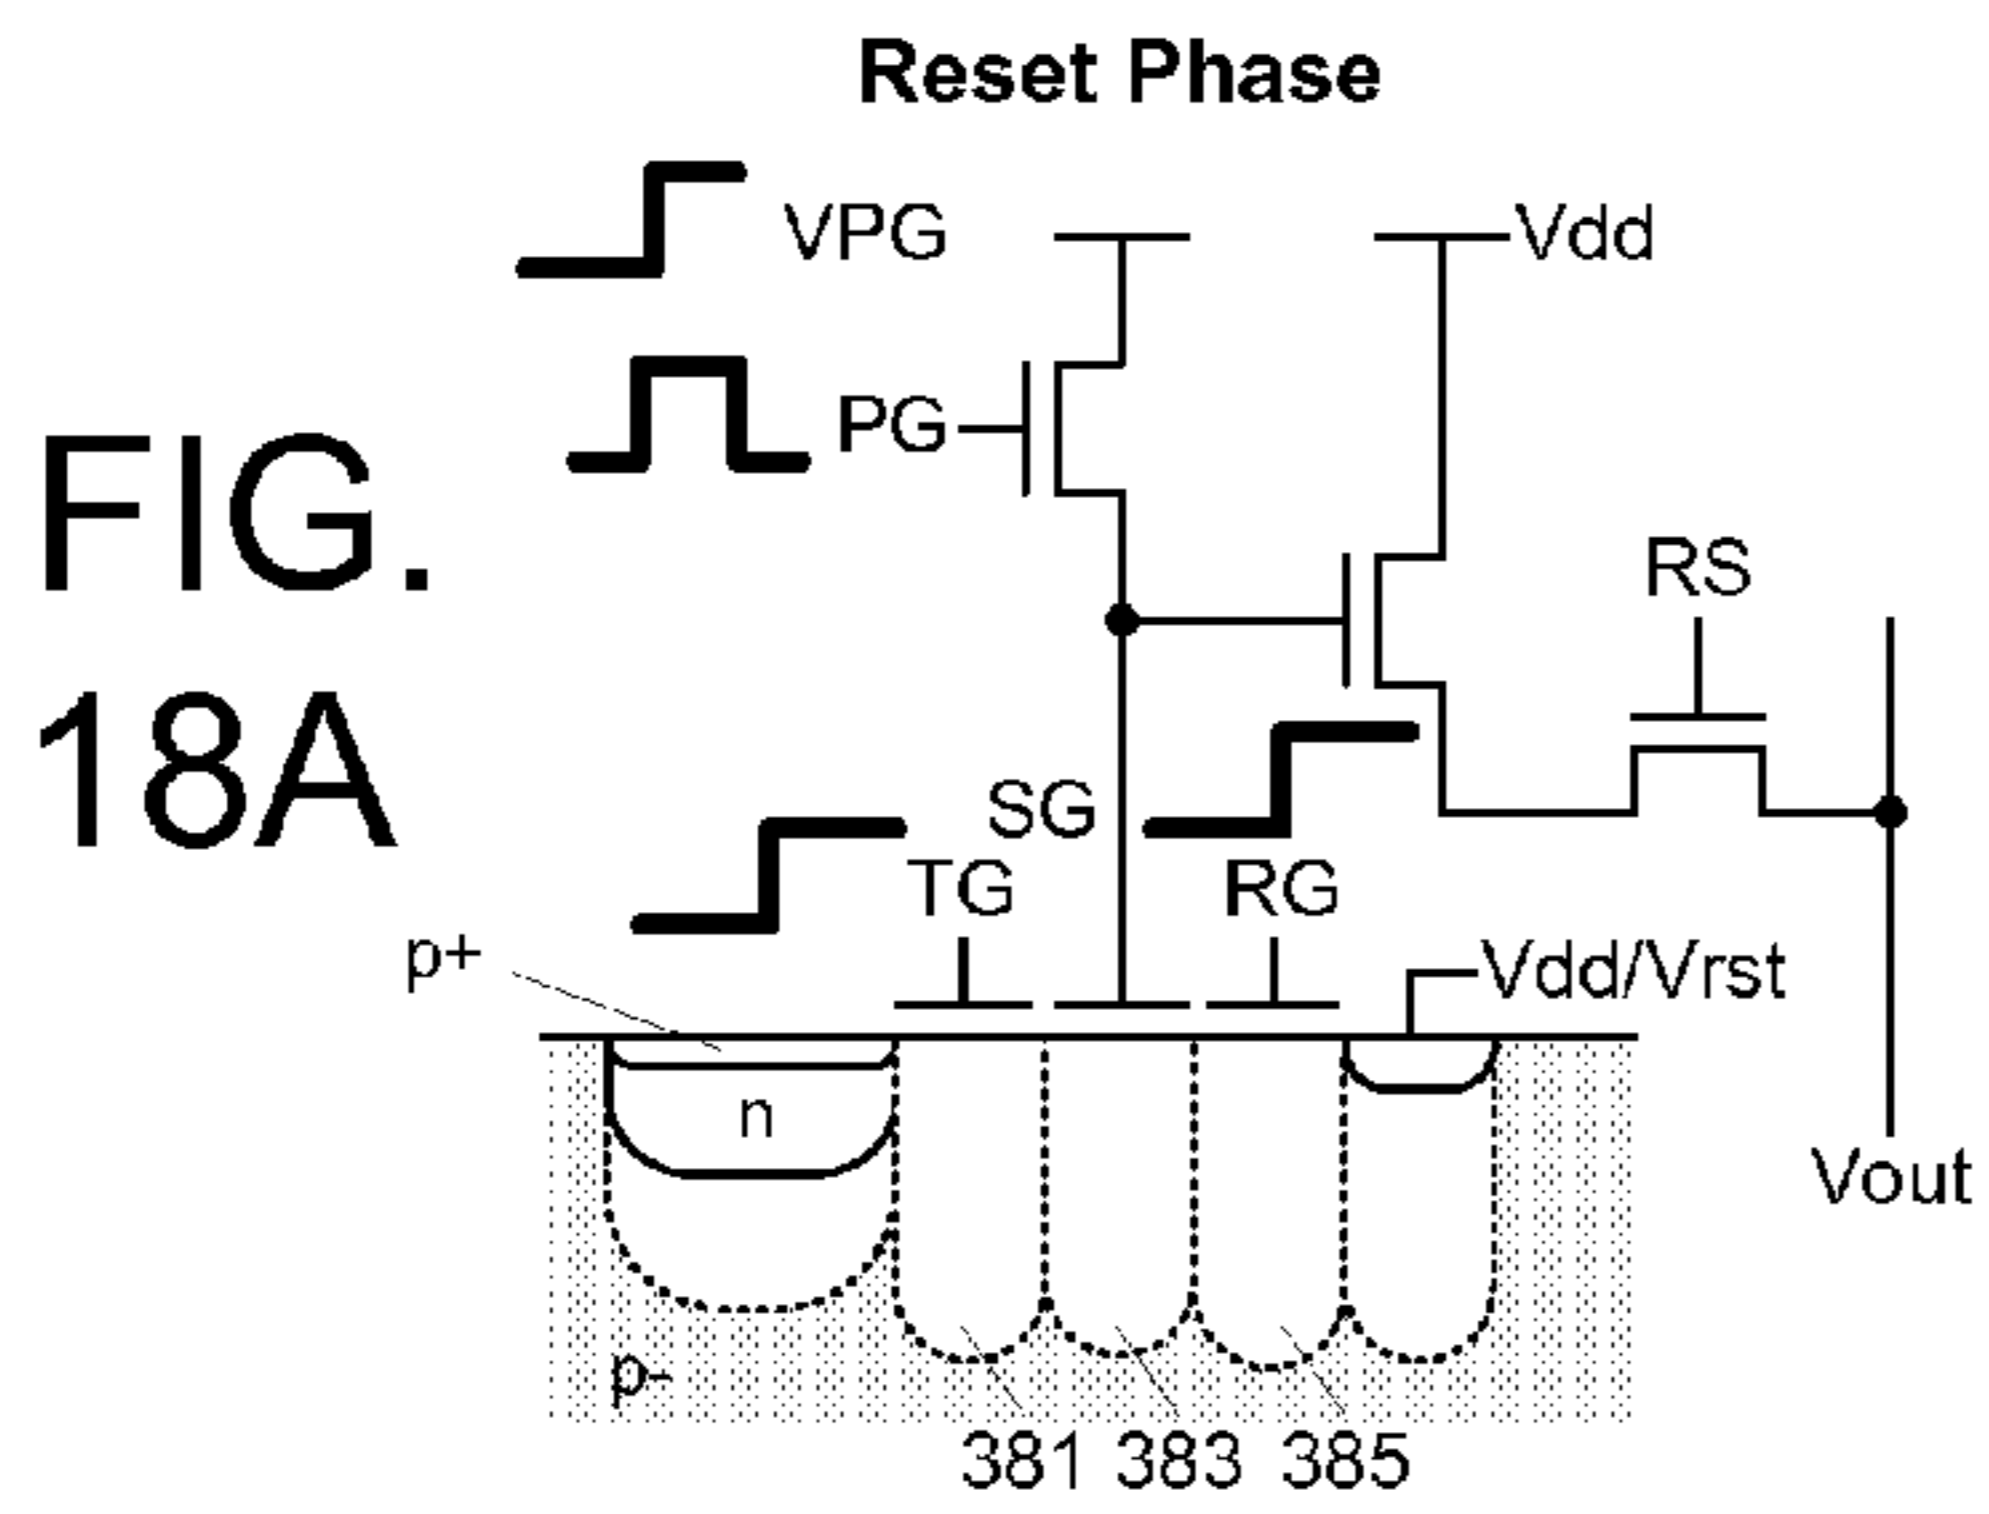 Reset Phase
VPG
Vdd
PG
FIG.
18A
RS
SG
TG
RG
p+
Vdd/Vrst
n
Vout
p-
381 383 385